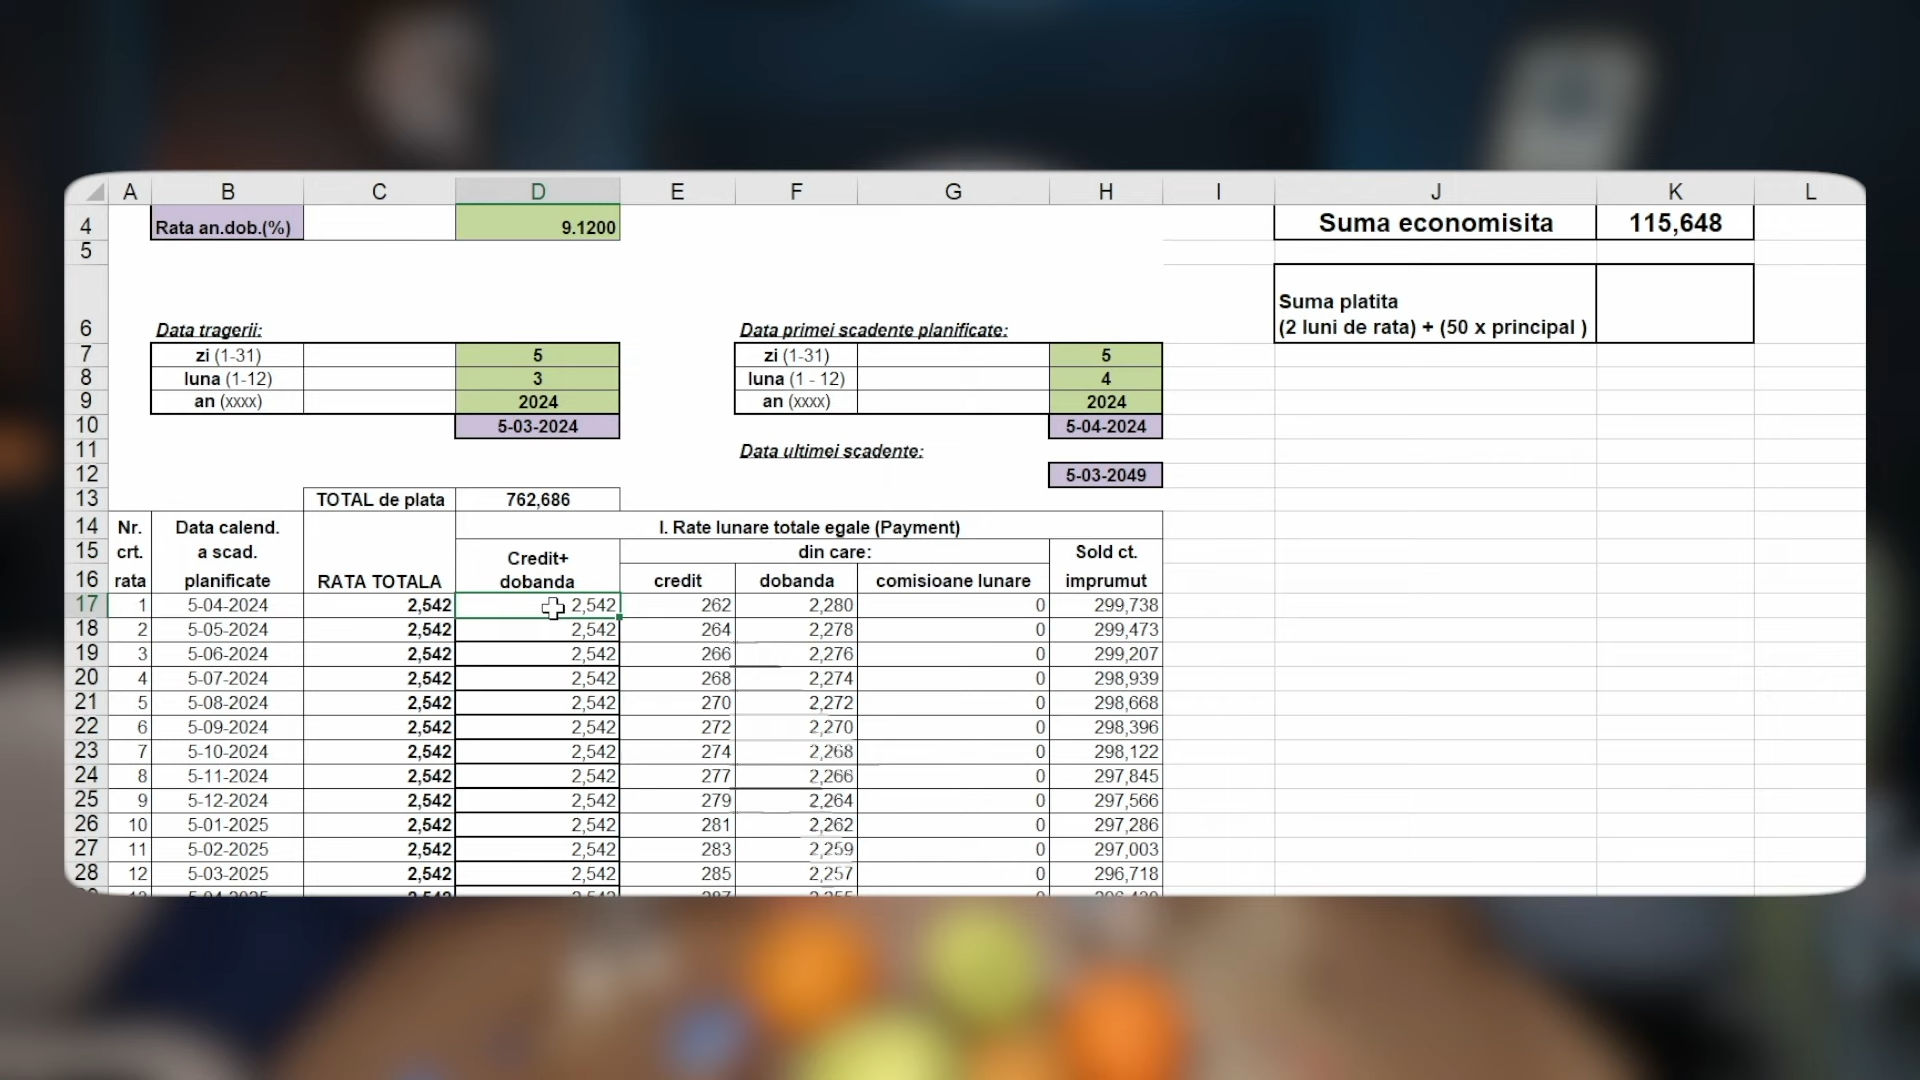 A B C D E F G H I J K L
4 Rata an.dob.(%) 9.1200 Suma economisita 115,648
5
6 Data tragerii: Data primei scadente planificate: Suma platita
(2 luni de rata) + (50 x principal )
7 zi (1-31) 5 zi (1-31) 5
8 luna (1-12) 3 luna (1 - 12) 4
9 an (xxxx) 2024 an (xxxx) 2024
10 5-03-2024 5-04-2024
11 Data ultimei scadente:
12 5-03-2049
13 TOTAL de plata 762,686
14 Nr. Data calend. I. Rate lunare totale egale (Payment)
15 crt. a scad. Credit+ din care: Sold ct.
16 rata planificate RATA TOTALA dobanda credit dobanda comisioane lunare imprumut
17 1 5-04-2024 2,542 2,542 262 2,280 0 299,738
18 2 5-05-2024 2,542 2,542 264 2,278 0 299,473
19 3 5-06-2024 2,542 2,542 266 2,276 0 299,207
20 4 5-07-2024 2,542 2,542 268 2,274 0 298,939
21 5 5-08-2024 2,542 2,542 270 2,272 0 298,668
22 6 5-09-2024 2,542 2,542 272 2,270 0 298,396
23 7 5-10-2024 2,542 2,542 274 2,268 0 298,122
24 8 5-11-2024 2,542 2,542 277 2,266 0 297,845
25 9 5-12-2024 2,542 2,542 279 2,264 0 297,566
26 10 5-01-2025 2,542 2,542 281 2,262 0 297,286
27 11 5-02-2025 2,542 2,542 283 2,259 0 297,003
28 12 5-03-2025 2,542 2,542 285 2,257 0 296,718